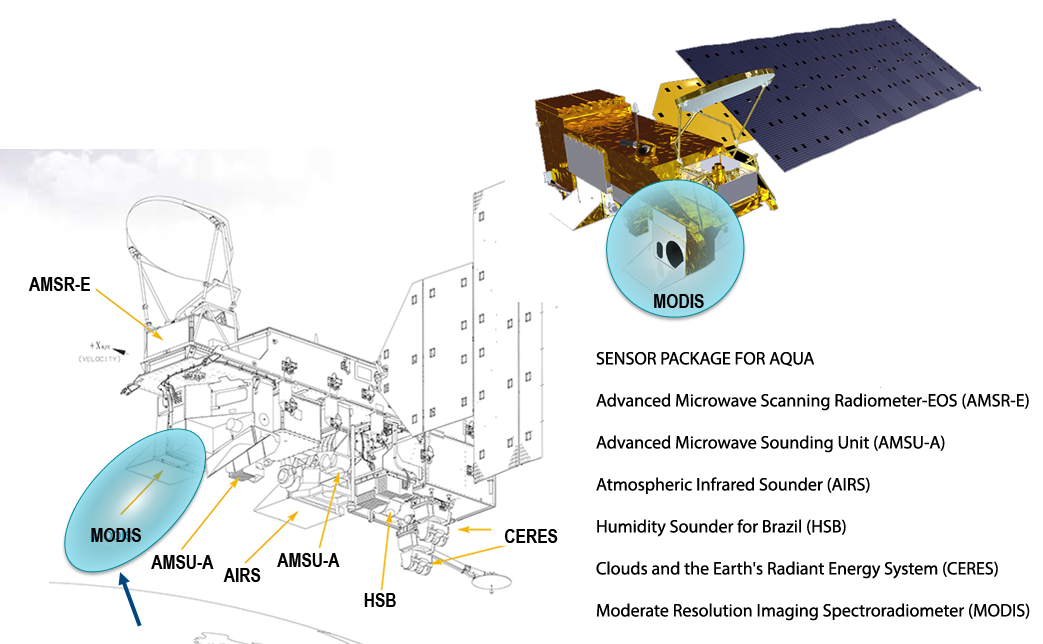 MODIS
AMSR-E
+X S/C
(VELOCITY)
MODIS
AMSU-A
AIRS
AMSU-A
HSB
CERES
SENSOR PACKAGE FOR AQUA
Advanced Microwave Scanning Radiometer-EOS (AMSR-E)
Advanced Microwave Sounding Unit (AMSU-A)
Atmospheric Infrared Sounder (AIRS)
Humidity Sounder for Brazil (HSB)
Clouds and the Earth's Radiant Energy System (CERES)
Moderate Resolution Imaging Spectroradiometer (MODIS)